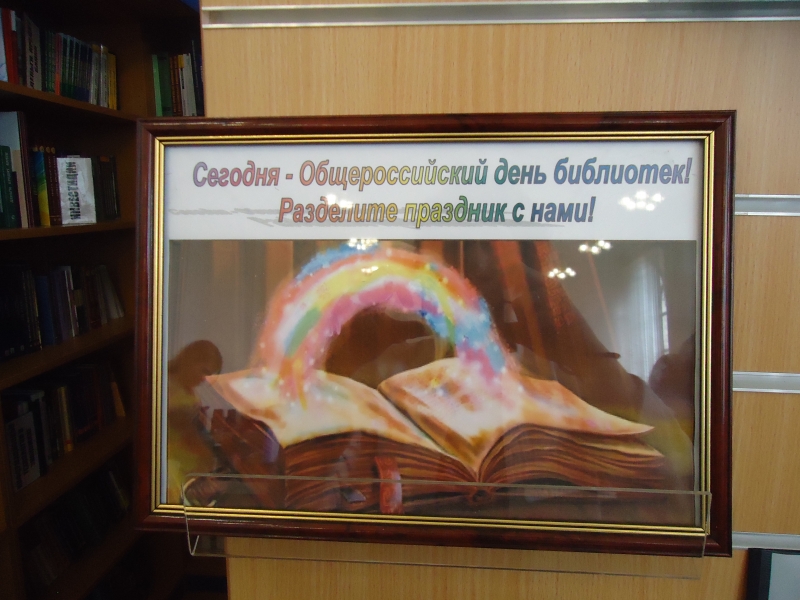 Сегодня - Общероссийский день библиотек!
Разделите праздник с нами!